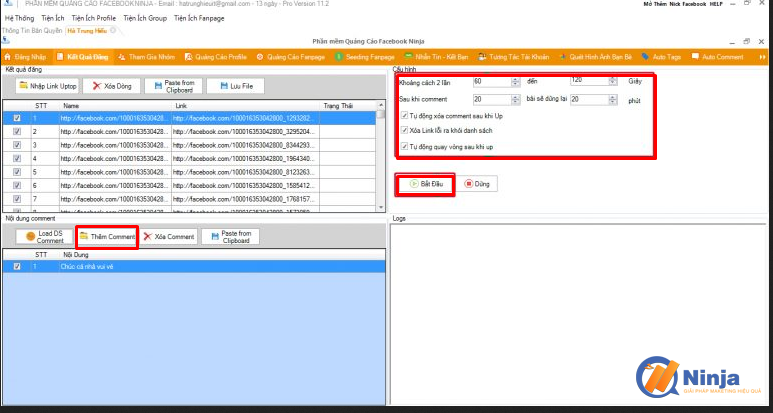 PHẦN MỀM QUẢNG CÁO FACEBOOK NINJA - Email : hatrunghieuit@gmail.com - 13 ngày - Pro Version 11.2
Mở Thêm Nick Facebook HELP
Hệ Thống Tiện Ích Tiện Ích Profile Tiện Ích Group Tiện Ích Fanpage
Thông Tin Bản Quyền Hà Trung Hiếu
Phần mềm Quảng Cáo Facebook Ninja
Đăng Nhập Kết Quả Đăng Tham Gia Nhóm Quảng Cáo Profile Quảng Cáo Fanpage Seeding Fanpage Nhắn Tin - Kết Bạn Tương Tác Tài Khoản Quét Hình Ảnh Bạn Bè Auto Tags Auto Comment
Kết quả đăng
Nhập Link Uptop Xóa Dòng Paste from Clipboard Lưu File
STT Name Link Trạng Thái
1 http://facebook.com/1000163530428... http://facebook.com/100016353042800_1293282...
2 http://facebook.com/1000163530428... http://facebook.com/100016353042800_3295204...
3 http://facebook.com/1000163530428... http://facebook.com/100016353042800_8344293...
4 http://facebook.com/1000163530428... http://facebook.com/100016353042800_1964340...
5 http://facebook.com/1000163530428... http://facebook.com/100016353042800_8123263...
6 http://facebook.com/1000163530428... http://facebook.com/100016353042800_1585412...
7 http://facebook.com/1000163530428... http://facebook.com/100016353042800_1768157...
Cấu hình
Khoảng cách 2 lần 60 đến 120 Giây
Sau khi comment 20 bài sẽ dừng lại 20 phút
Tự động xóa comment sau khi Up
Xóa Link lỗi ra khỏi danh sách
Tự động quay vòng sau khi up
Bắt Đầu Dừng
Nội dung comment
Load DS Comment Thêm Comment Xóa Comment Paste from Clipboard
STT Nội Dung
1 Chúc cả nhà vui vẻ
Logs
Ninja
GIẢI PHÁP MARKETING HIỆU QUẢ